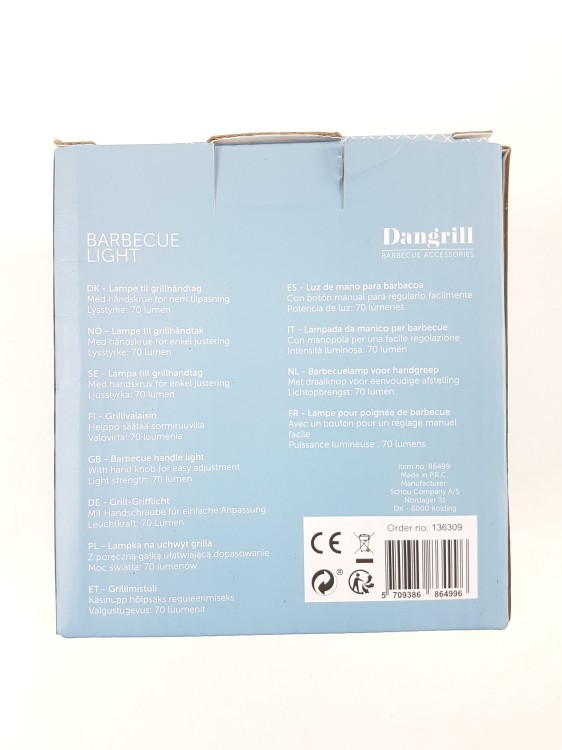 BARBECUE
LIGHT
Dangrill
BARBECUE ACCESSORIES
DK - Lampe til grillhåndtag
Med håndskrue for nem tilpasning
Lysstyrke: 70 lumen
NO - Lampe til grillhåndtak
Med håndskrue for enkel justering
Lysstyrke: 70 lumen
SE - Lampa till grillhandtag
Med handskruv för enkel justering
Ljusstyrka: 70 lumen
FI - Grillivalaisin
Helppo säätää sormiruuvilla
Valovirta: 70 luumenia
GB - Barbecue handle light
With hand knob for easy adjustment
Light strength: 70 lumen
DE - Grill-Grifflicht
Mit Handschraube für einfache Anpassung
Leuchtkraft: 70 Lumen
PL - Lampka na uchwyt grilla
Z poręczną gałką ułatwiającą dopasowanie
Moc światła: 70 lumenów
ET - Grillimistuli
Käsinupp hõlpsaks reguleerimiseks
Valgustugevus: 70 luumenit
ES - Luz de mano para barbacoa
Con boton manual para regularlo facilmente
Potencia de luz: 70 lúmenes
IT - Lampada da manico per barbecue
Con manopola per una facile regolazione
Intensità luminosa: 70 lumen
NL - Barbecuelamp voor handgreep
Met draaiknop voor eenvoudige afstelling
Lichtopbrengst: 70 lumen
FR - Lampe pour poignée de barbecue
Avec un bouton pour un réglage manuel
facile
Puissance lumineuse : 70 lumens
Item no. 86499
Made in P.R.C.
Manufacturer
Schou Company A/S
Nordager 31
DK - 6000 Kolding
Order no. 136309
CE
®
5 709386 864996